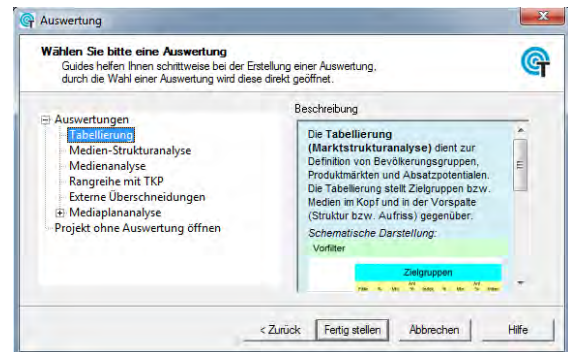 Auswertung
Wählen Sie bitte eine Auswertung
Guides helfen Ihnen schrittweise bei der Erstellung einer Auswertung,
durch die Wahl einer Auswertung wird diese direkt geöffnet.
Auswertungen
Tabellierung
Medien-Strukturanalyse
Medienanalyse
Rangreihe mit TKP
Externe Überschneidungen
Mediaplananalyse
Projekt ohne Auswertung öffnen
Beschreibung
Die Tabellierung
(Marktstrukturanalyse) dient zur
Definition von Bevölkerungsgruppen,
Produktmärkten und Absatzpotentialen.
Die Tabellierung stellt Zielgruppen bzw.
Medien im Kopf und in der Vorspalte
(Struktur bzw. Aufriss) gegenüber.
Schematische Darstellung:
Vorfilter
Zielgruppen
< Zurück Fertig stellen Abbrechen Hilfe